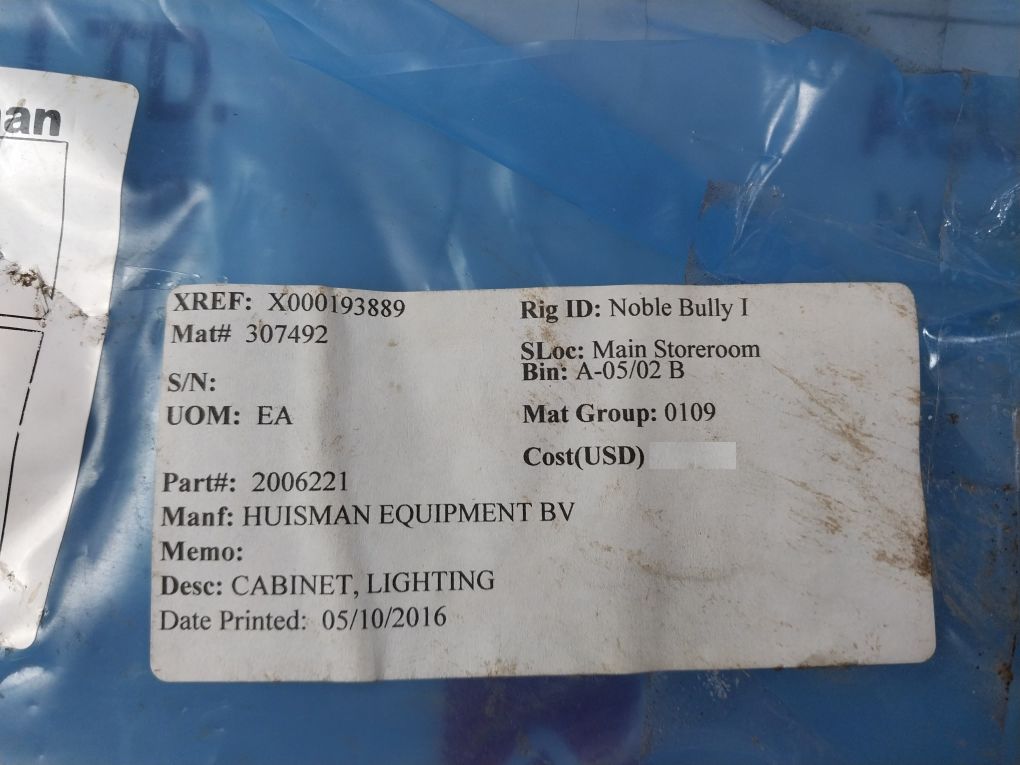 LTD.
an
XREF: X000193889
Mat# 307492
S/N:
UOM: EA
Part#: 2006221
Manf: HUISMAN EQUIPMENT BV
Memo:
Desc: CABINET, LIGHTING
Date Printed: 05/10/2016
Rig ID: Noble Bully I
SLoc: Main Storeroom
Bin: A-05/02 B
Mat Group: 0109
Cost(USD)